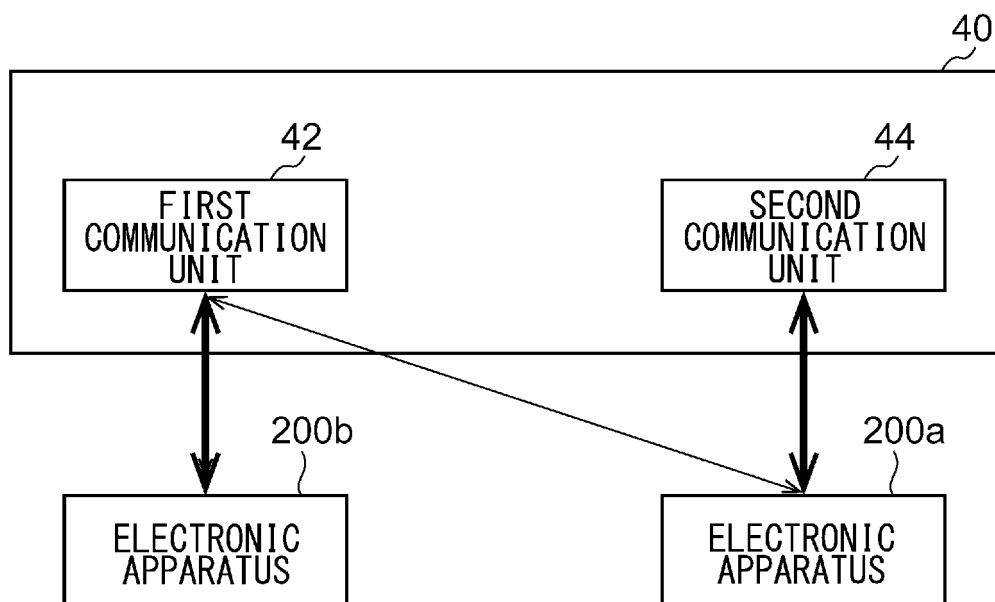 40
42
44
FIRST
COMMUNICATION
UNIT
SECOND
COMMUNICATION
UNIT
200b
200a
ELECTRONIC
APPARATUS
ELECTRONIC
APPARATUS